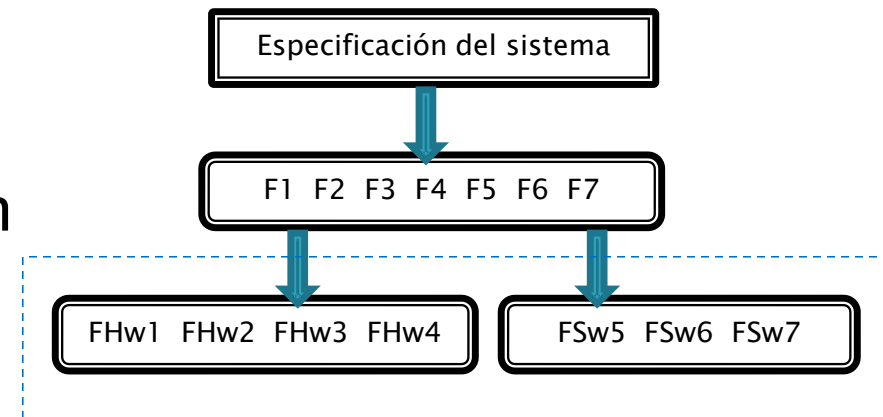 Especificación del sistema
F1 F2 F3 F4 F5 F6 F7
n
FHw1 FHw2 FHw3 FHw4
FSw5 FSw6 FSw7